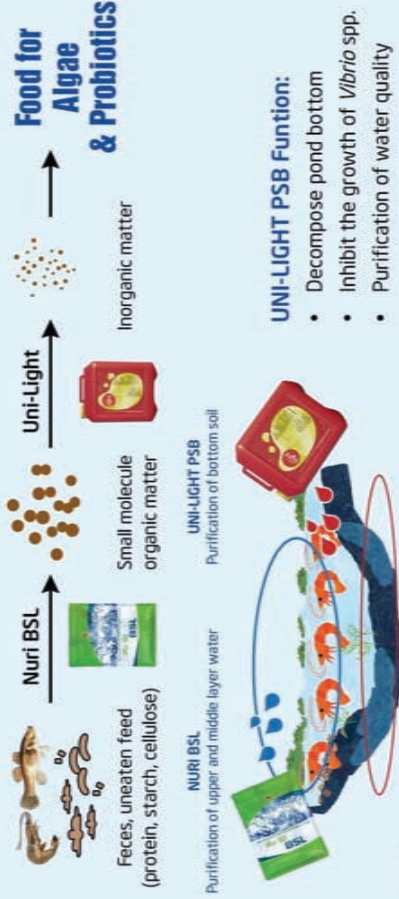 Nuri BSL
Uni-Light
Food for
Algae
& Probiotics
Feces, uneaten feed
(protein, starch, cellulose)
Small molecule
organic matter
Inorganic matter
NURI BSL
Purification of upper and middle layer water
UNI-LIGHT PSB
Purification of bottom soil
UNI-LIGHT PSB Funtion:
• Decompose pond bottom
• Inhibit the growth of Vibrio spp.
• Purification of water quality
BSL
BSL